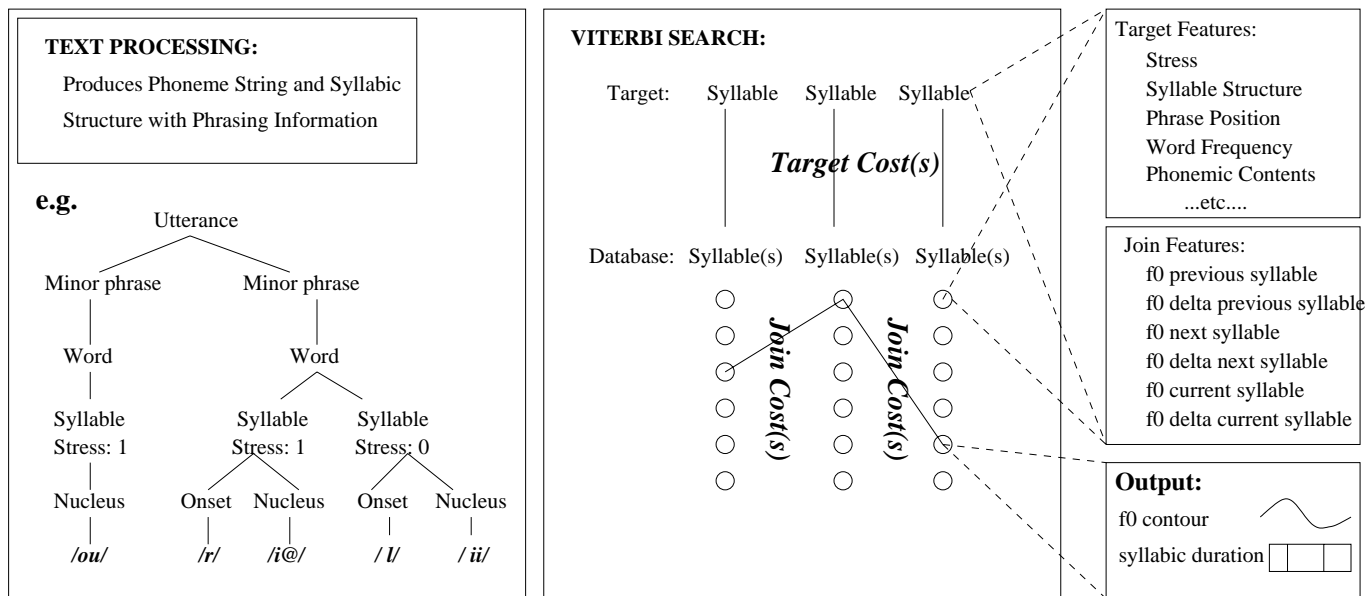 TEXT PROCESSING:
Produces Phoneme String and Syllabic
Structure with Phrasing Information
e.g.
Utterance
Minor phrase Minor phrase
Word Word
Syllable Syllable Syllable
Stress: 1 Stress: 1 Stress: 0
Nucleus Onset Nucleus Onset Nucleus
/ou/ /r/ /i@/ / l/ / ii/
VITERBI SEARCH:
Target: Syllable Syllable Syllable
Target Cost(s)
Database: Syllable(s) Syllable(s) Syllable(s)
Join Cost(s) Join Cost(s)
Target Features:
Stress
Syllable Structure
Phrase Position
Word Frequency
Phonemic Contents
...etc....
Join Features:
f0 previous syllable
f0 delta previous syllable
f0 next syllable
f0 delta next syllable
f0 current syllable
f0 delta current syllable
Output:
f0 contour
syllabic duration